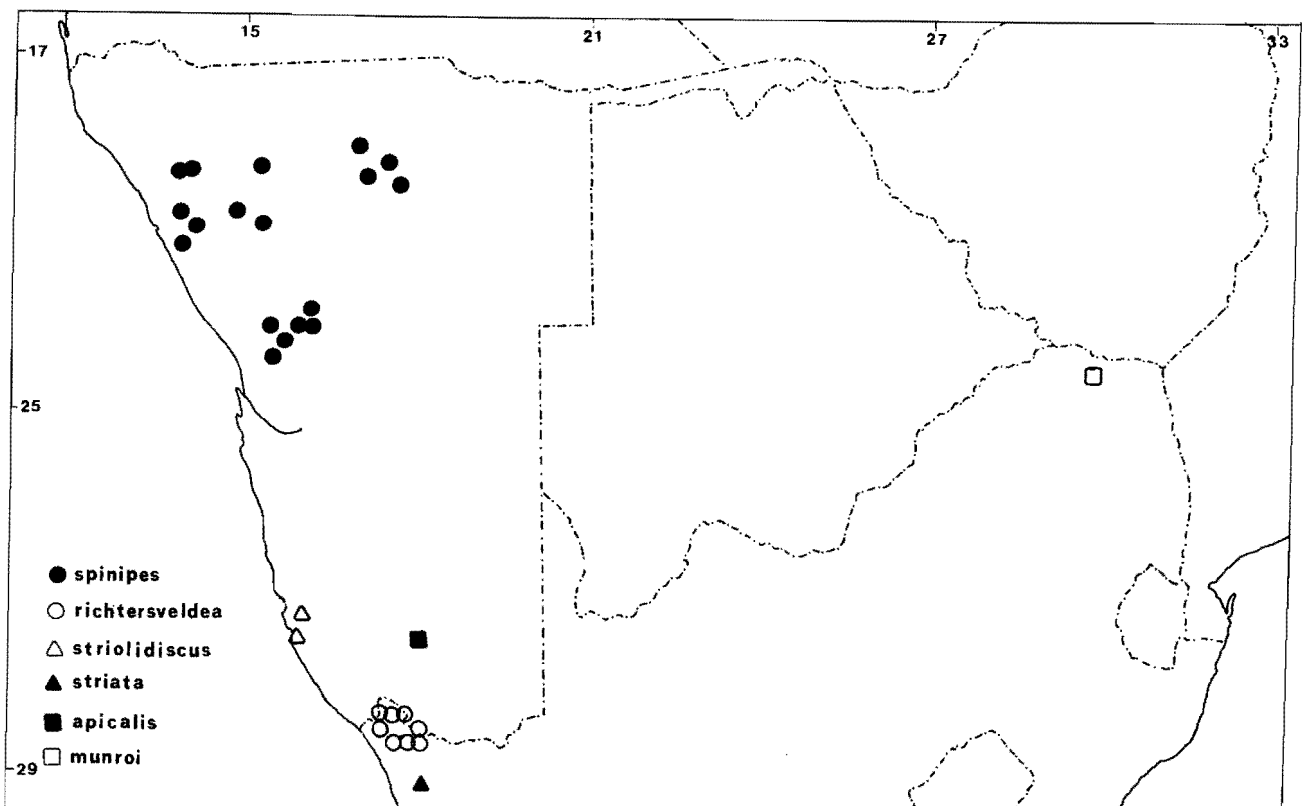 15 21 27 33
17
25
29
spinipes
richtersveldea
striolidiscus
striata
apicalis
munroi